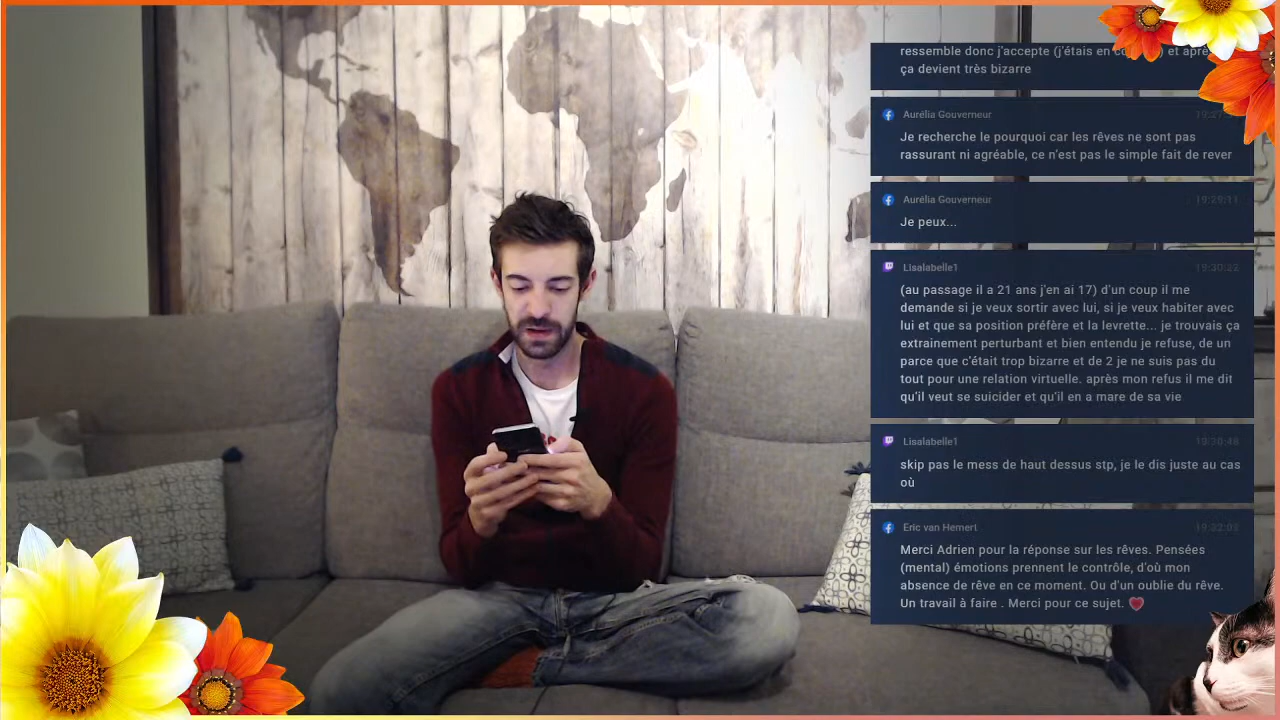 ressemble donc j'accepte (j'étais en et
ça devient très bizarre
Aurélia Gouverneur
Je recherche le pourquoi car les rêves ne sont pas
rassurant ni agréable, ce n'est pas le simple fait de rever
Aurélia Gouverneur 19:29:11
Je peux...
Lisalabelle1 19:30:22
(au passage il a 21 ans j'en ai 17) d'un coup il me
demande si je veux sortir avec lui, si je veux habiter avec
lui et que sa position préfère et la levrette... je trouvais ça
extrainement perturbant et bien entendu je refuse, de un
parce que c'était trop bizarre et de 2 je ne suis pas du
tout pour une relation virtuelle. après mon refus il me dit
qu'il veut se suicider et qu'il en a mare de sa vie
Lisalabelle1
skip pas le mess de haut dessus stp, je le dis juste au cas
où
Eric van Hemert
Merci Adrien pour la réponse sur les rêves. Pensées
(mental) émotions prennent le contrôle, d'où mon
absence de rêve en ce moment. Ou d'un oublie du rêve.
Un travail à faire . Merci pour ce sujet.